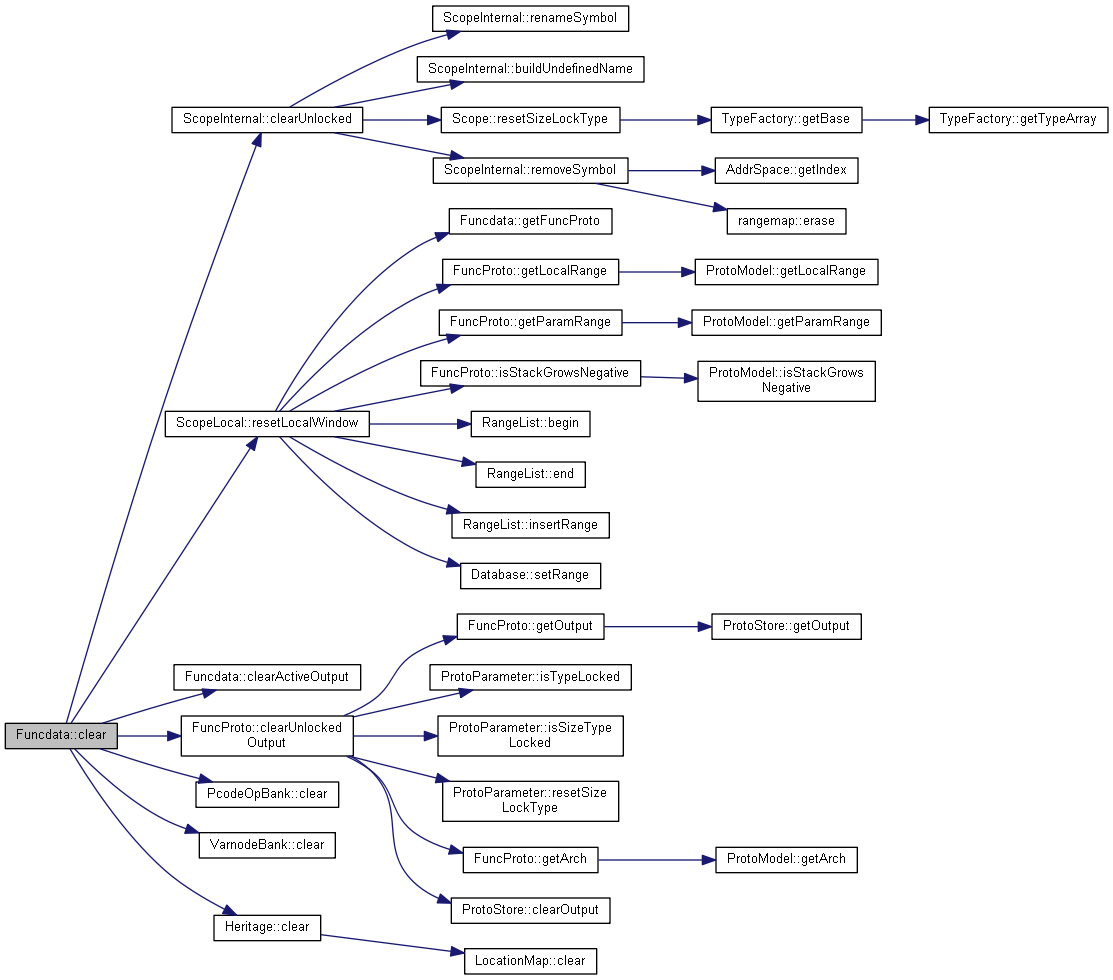 ScopeInternal::renameSymbol
ScopeInternal::buildUndefinedName
ScopeInternal::clearUnlocked
Scope::resetSizeLockType
TypeFactory::getBase
TypeFactory::getTypeArray
ScopeInternal::removeSymbol
AddrSpace::getIndex
rangemap::erase
Funcdata::getFuncProto
FuncProto::getLocalRange
ProtoModel::getLocalRange
FuncProto::getParamRange
ProtoModel::getParamRange
FuncProto::isStackGrowsNegative
ProtoModel::isStackGrows
Negative
ScopeLocal::resetLocalWindow
RangeList::begin
RangeList::end
RangeList::insertRange
Database::setRange
FuncProto::getOutput
ProtoStore::getOutput
Funcdata::clearActiveOutput
ProtoParameter::isTypeLocked
Funcdata::clear
FuncProto::clearUnlocked
Output
ProtoParameter::isSizeType
Locked
PcodeOpBank::clear
ProtoParameter::resetSize
LockType
VarnodeBank::clear
FuncProto::getArch
ProtoModel::getArch
ProtoStore::clearOutput
Heritage::clear
LocationMap::clear